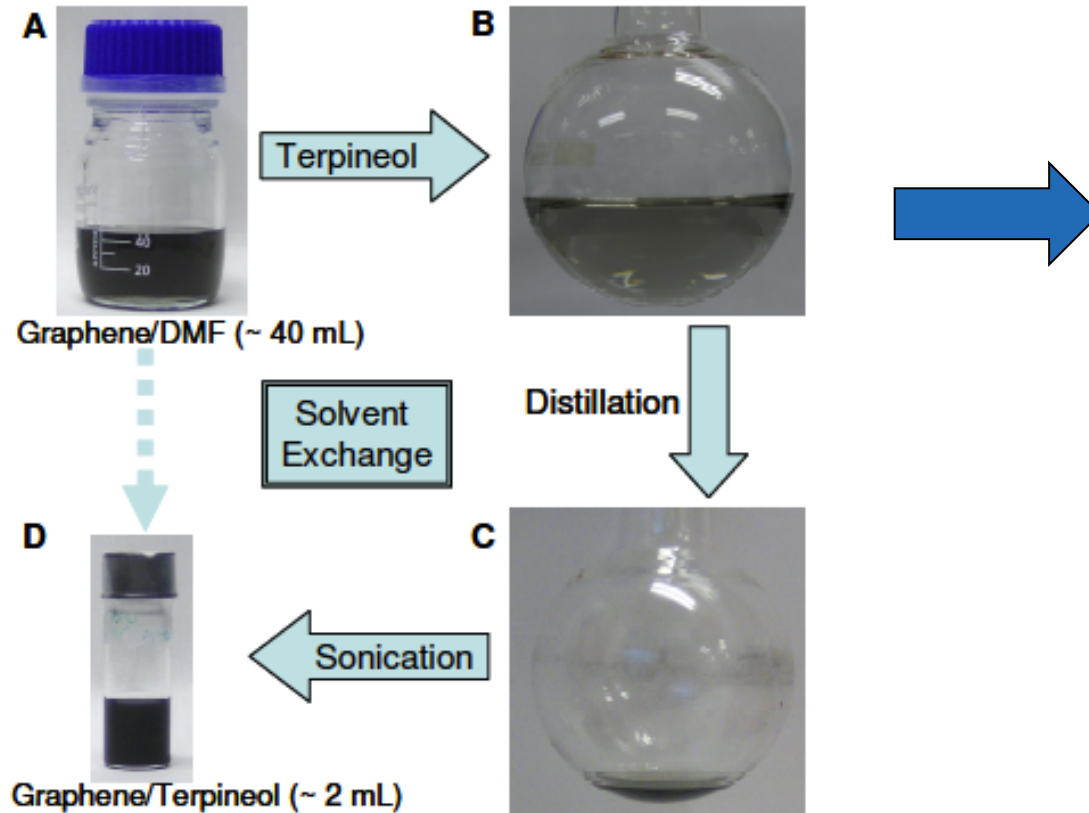 A
B
Terpineol
40
20
Graphene/DMF (~ 40 mL)
Solvent
Exchange
Distillation
D
C
Sonication
Graphene/Terpineol (~ 2 mL)